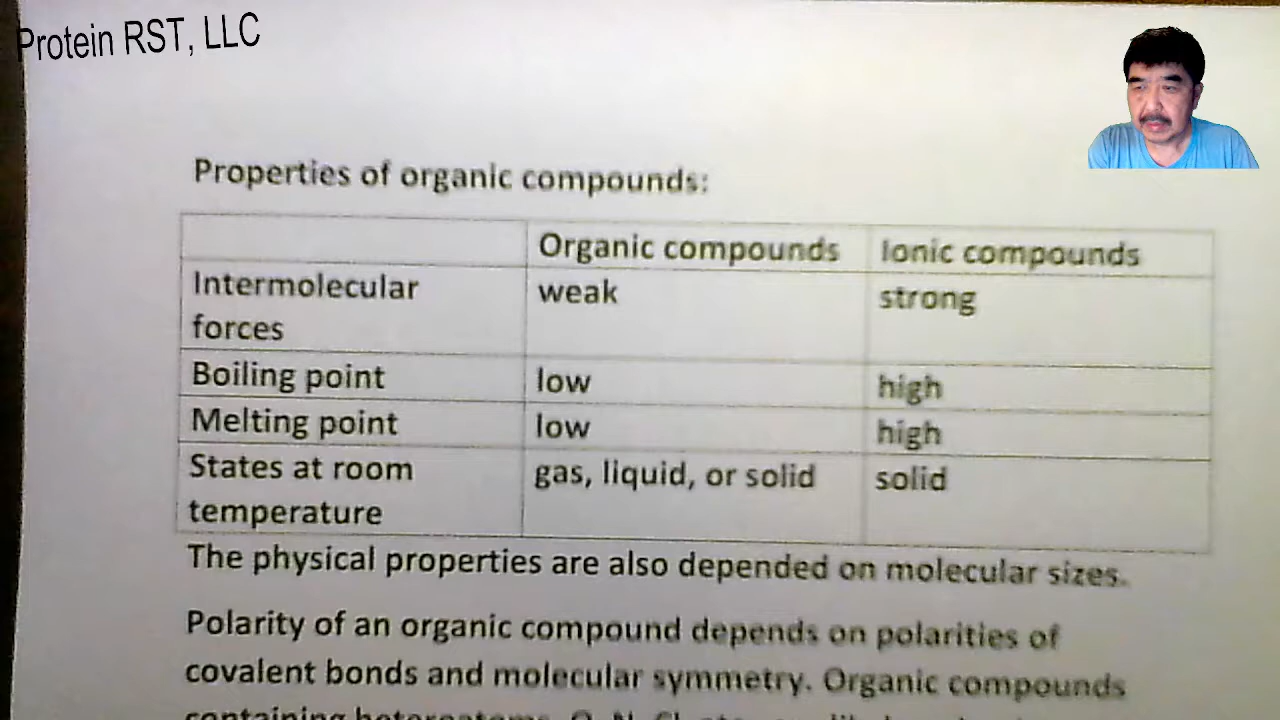 Protein RST, LLC
Properties of organic compounds:
Organic compounds Ionic compounds
Intermolecular forces weak strong
Boiling point low high
Melting point low high
States at room temperature gas, liquid, or solid solid
The physical properties are also depended on molecular sizes.
Polarity of an organic compound depends on polarities of
covalent bonds and molecular symmetry. Organic compounds
containing heteroatoms, O, N, Cl